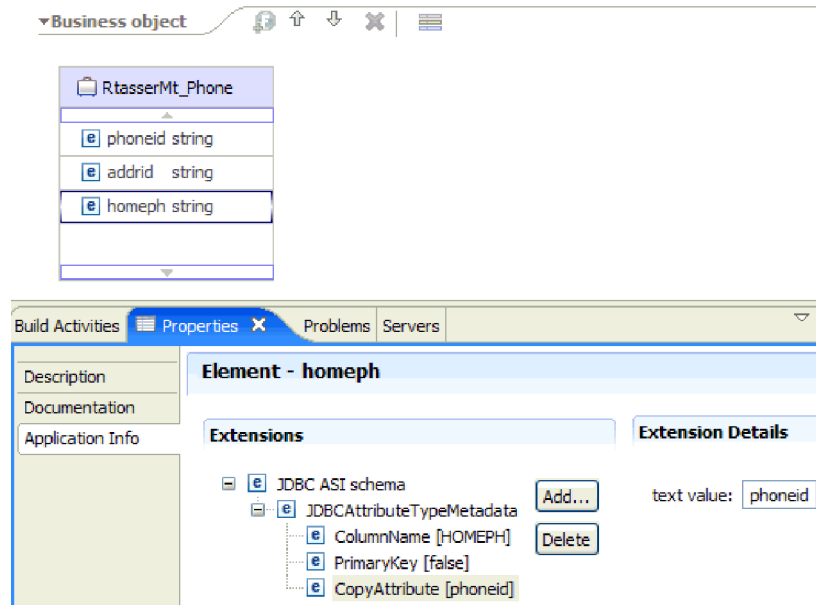 Business object
RtasserMt_Phone
e phoneid string
e addrid string
e homeph string
Build Activities Properties Problems Servers
Description
Documentation
Application Info
Element - homeph
Extensions
e JDBC ASI schema
e JDBCAttributeTypeMetadata
e ColumnName [HOMEPH]
e PrimaryKey [false]
e CopyAttribute [phoneid]
Add...
Delete
Extension Details
text value: phoneid